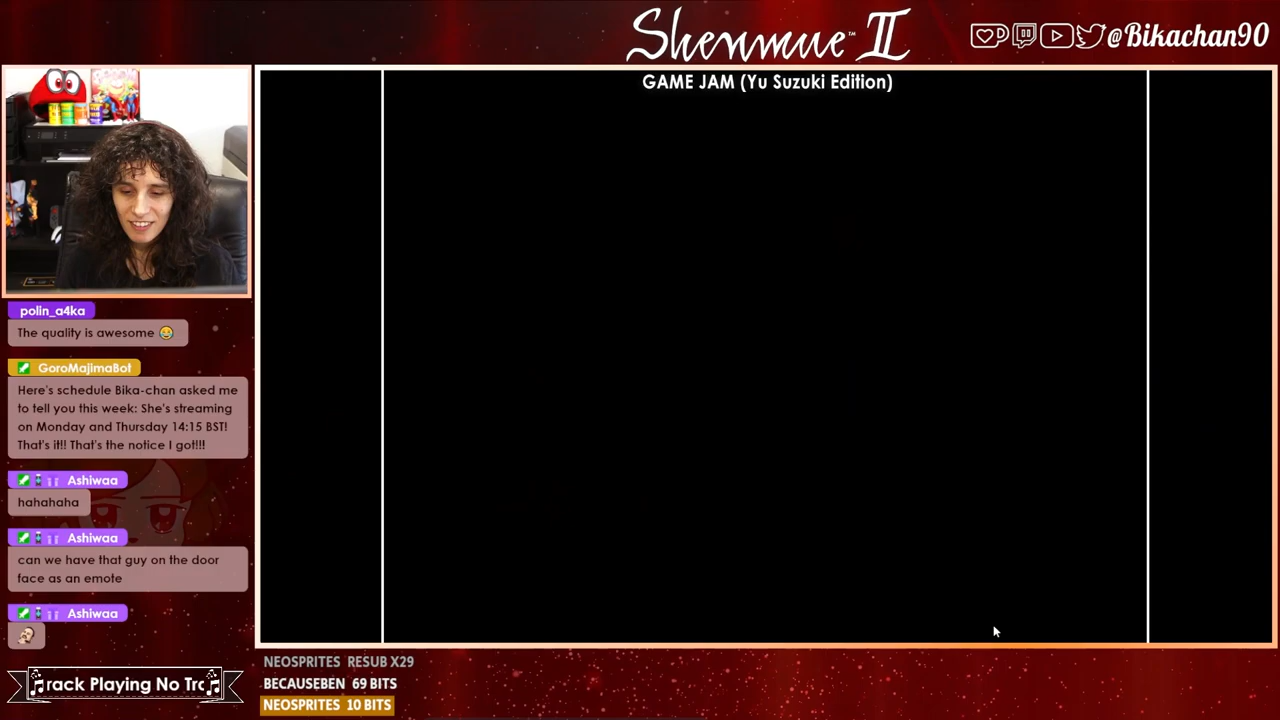 Shenmue™ II
@Bikachan90
GAME JAM (Yu Suzuki Edition)
polin_a4ka
The quality is awesome 😂
GoroMajimaBot
Here's schedule Bika-chan asked me
to tell you this week: She's streaming
on Monday and Thursday 14:15 BST!
That's it!! That's the notice I got!!!
Ashiwaa
hahahaha
Ashiwaa
can we have that guy on the door
face as an emote
Ashiwaa
rack Playing No Tra
NEOSPRITES RESUB X29
BECAUSEBEN 69 BITS
NEOSPRITES 10 BITS